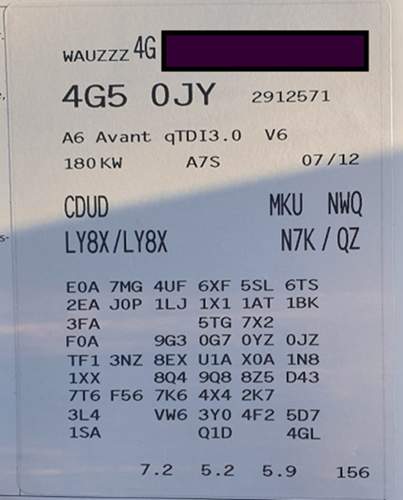 WAUZZZ 4G
4G5 0JY 2912571
A6 Avant qTDI3.0 V6
180 KW A7S 07/12
CDUD MKU NWQ
LY8X/LY8X N7K / QZ
E0A 7MG 4UF 6XF 5SL 6TS
2EA J0P 1LJ 1X1 1AT 1BK
3FA 5TG 7X2
F0A 9G3 0G7 0YZ 0JZ
TF1 3NZ 8EX U1A X0A 1N8
1XX 8Q4 9Q8 8Z5 D43
7T6 F56 7K6 4X4 2K7
3L4 VW6 3Y0 4F2 5D7
1SA Q1D 4GL
7.2 5.2 5.9 156